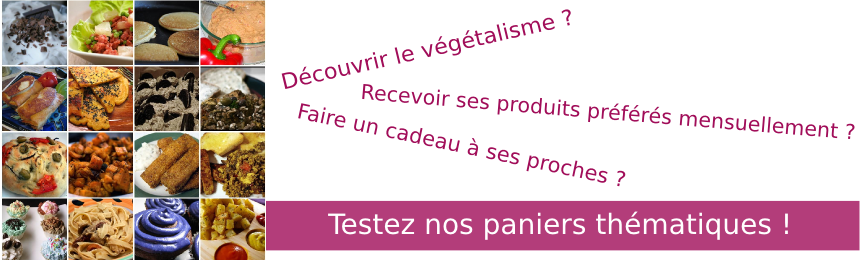 Découvrir le végétalisme ?
Recevoir ses produits préférés mensuellement ?
Faire un cadeau à ses proches ?
Testez nos paniers thématiques !